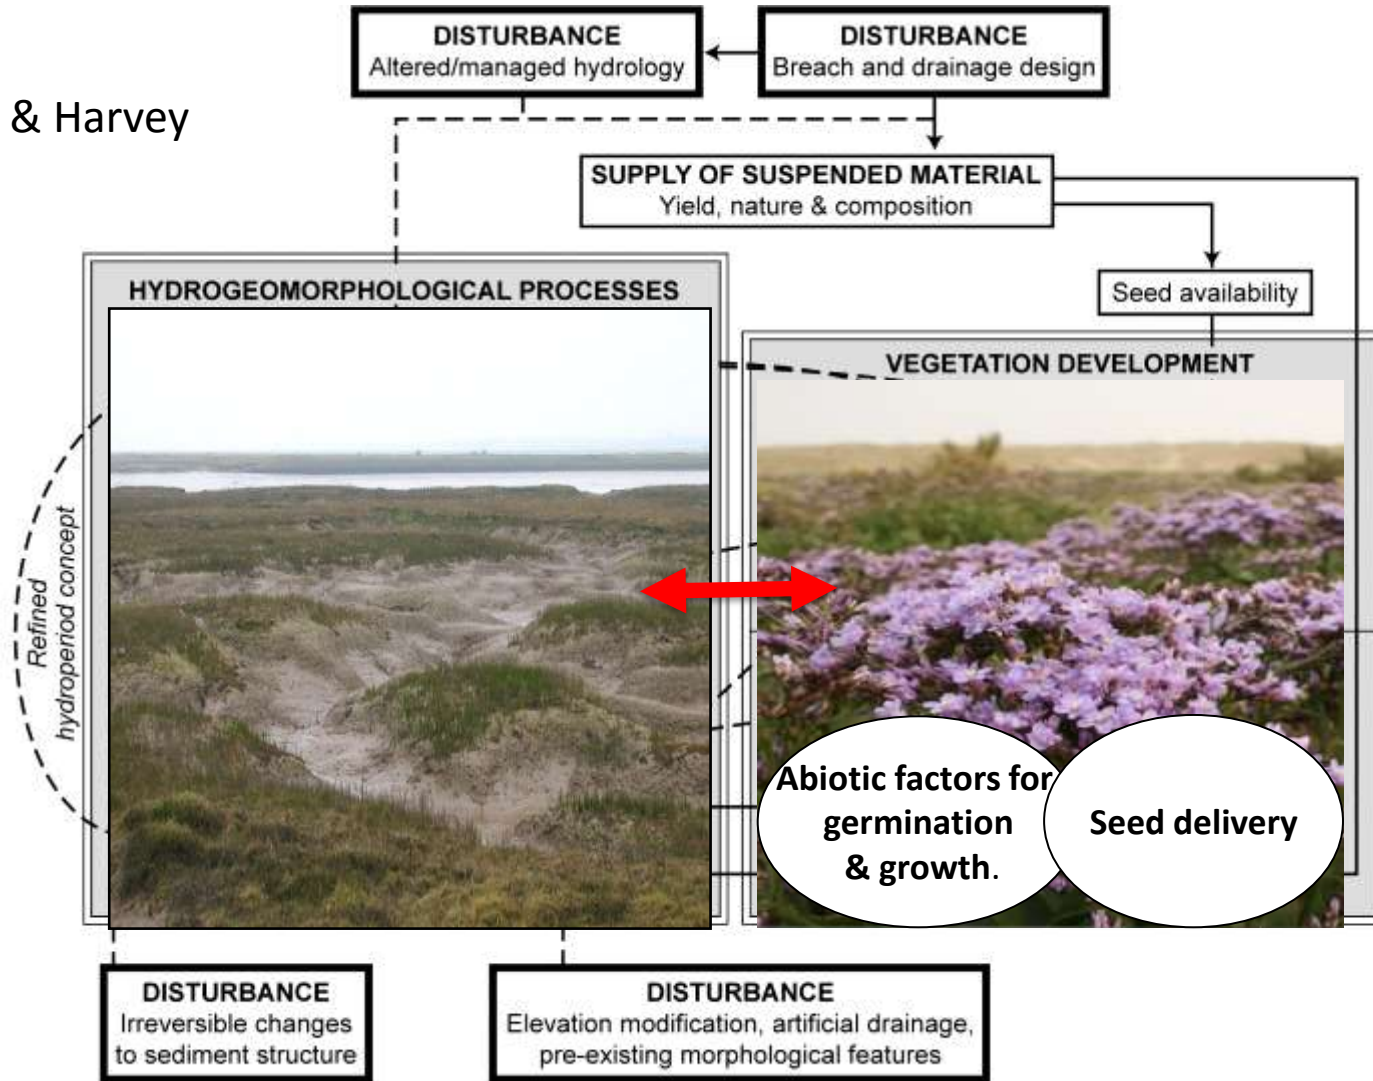 DISTURBANCE
Altered/managed hydrology
DISTURBANCE
Breach and drainage design
& Harvey
SUPPLY OF SUSPENDED MATERIAL
Yield, nature & composition
Seed availability
HYDROGEOMORPHOLOGICAL PROCESSES
VEGETATION DEVELOPMENT
Refined
hydroperiod concept
Abiotic factors for
germination
& growth.
Seed delivery
DISTURBANCE
Irreversible changes
to sediment structure
DISTURBANCE
Elevation modification, artificial drainage,
pre-existing morphological features